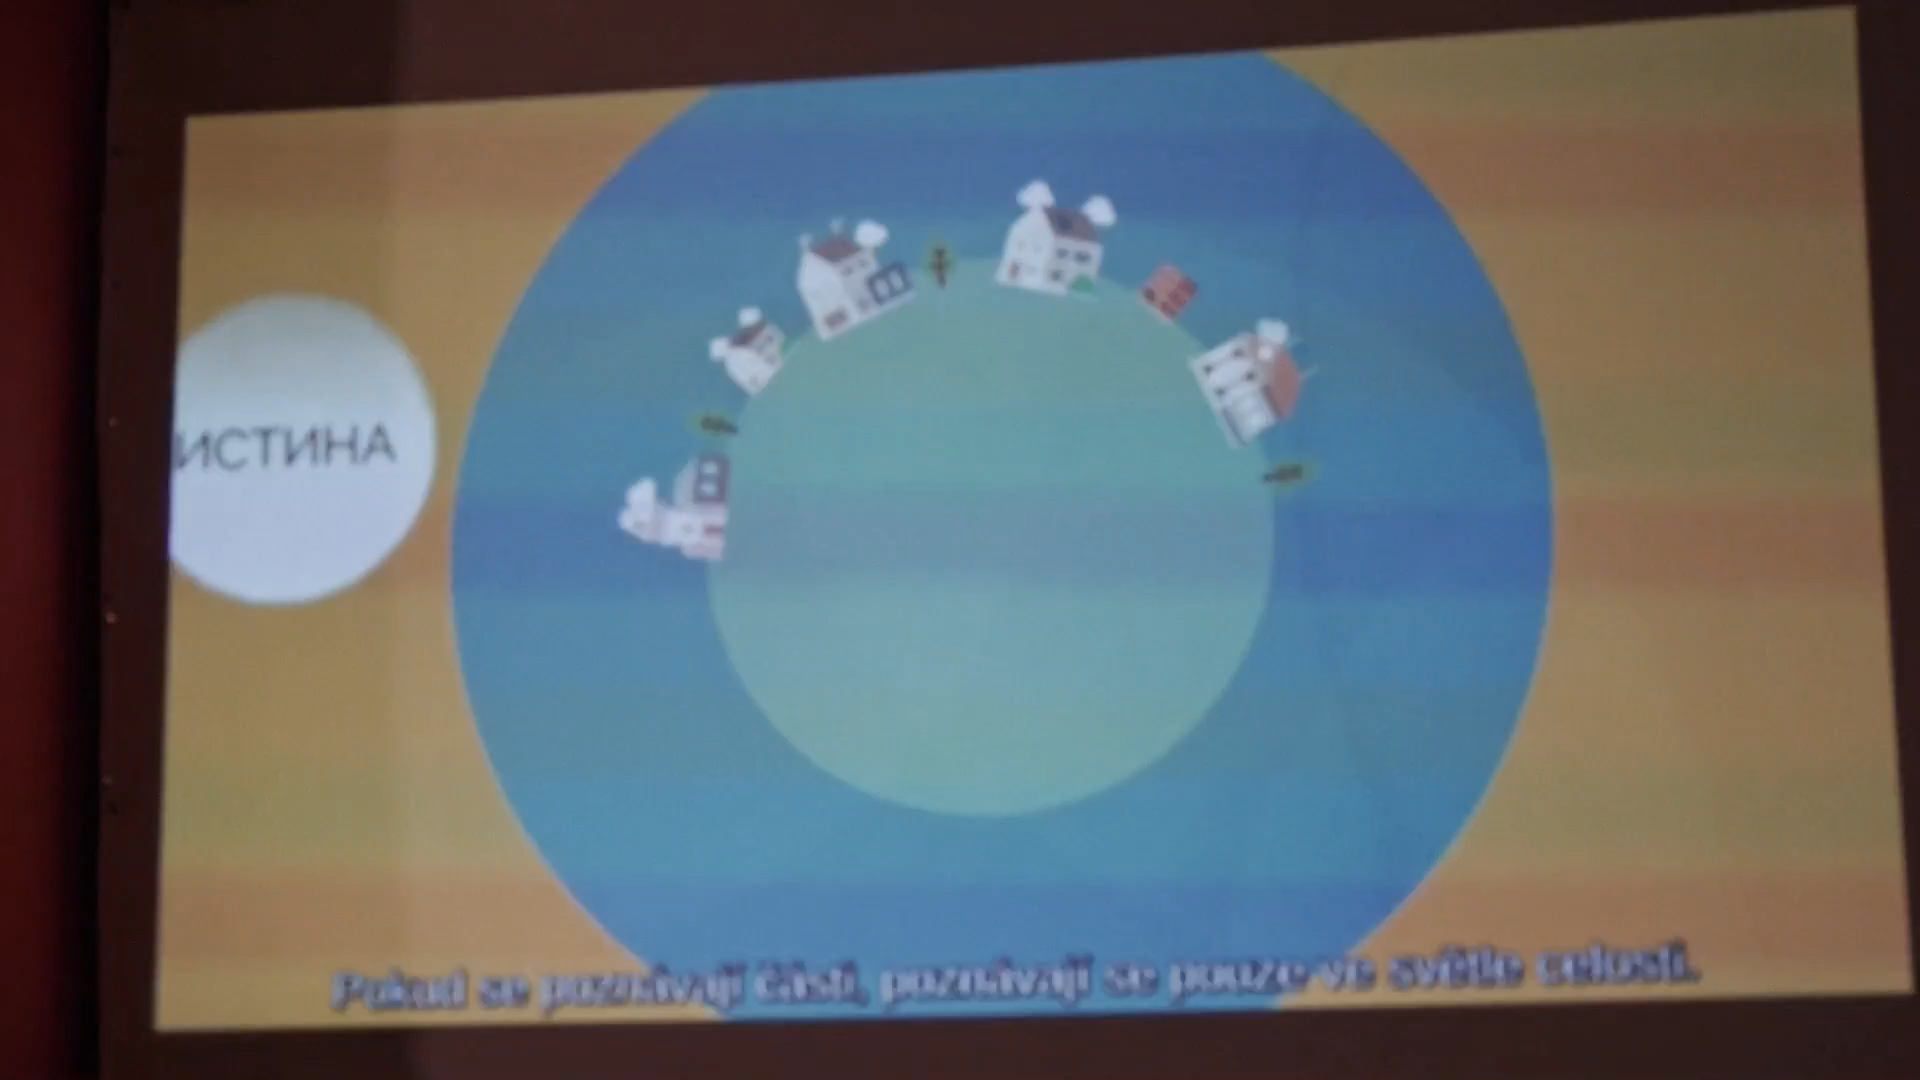 ИСТИНА
Pokud se poznávají části, poznávají se pouze ve světle celosti.